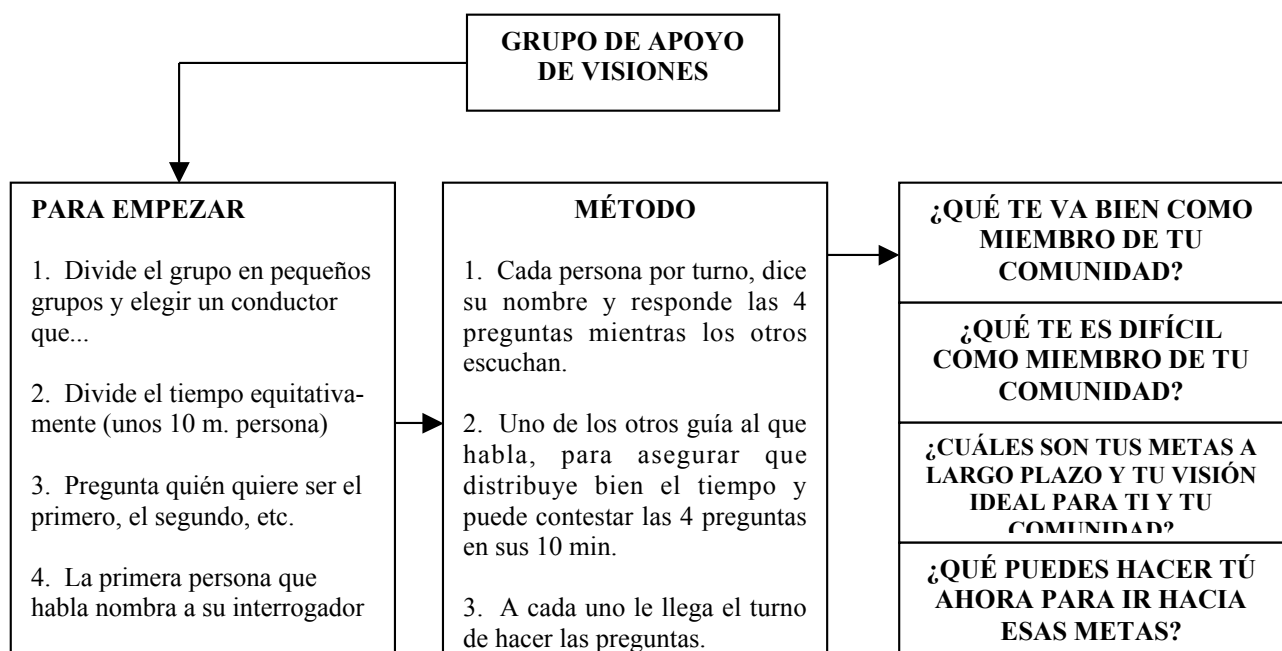 GRUPO DE APOYO
DE VISIONES
PARA EMPEZAR
1. Divide el grupo en pequeños
grupos y elegir un conductor
que...
2. Divide el tiempo equitativa-
mente (unos 10 m. persona)
3. Pregunta quién quiere ser el
primero, el segundo, etc.
4. La primera persona que
habla nombra a su interrogador
MÉTODO
1. Cada persona por turno, dice
su nombre y responde las 4
preguntas mientras los otros
escuchan.
2. Uno de los otros guía al que
habla, para asegurar que
distribuye bien el tiempo y
puede contestar las 4 preguntas
en sus 10 min.
3. A cada uno le llega el turno
de hacer las preguntas.
¿QUÉ TE VA BIEN COMO
MIEMBRO DE TU
COMUNIDAD?
¿QUÉ TE ES DIFÍCIL
COMO MIEMBRO DE TU
COMUNIDAD?
¿CUÁLES SON TUS METAS A
LARGO PLAZO Y TU VISIÓN
IDEAL PARA TI Y TU
COMUNIDAD?
¿QUÉ PUEDES HACER TÚ
AHORA PARA IR HACIA
ESAS METAS?